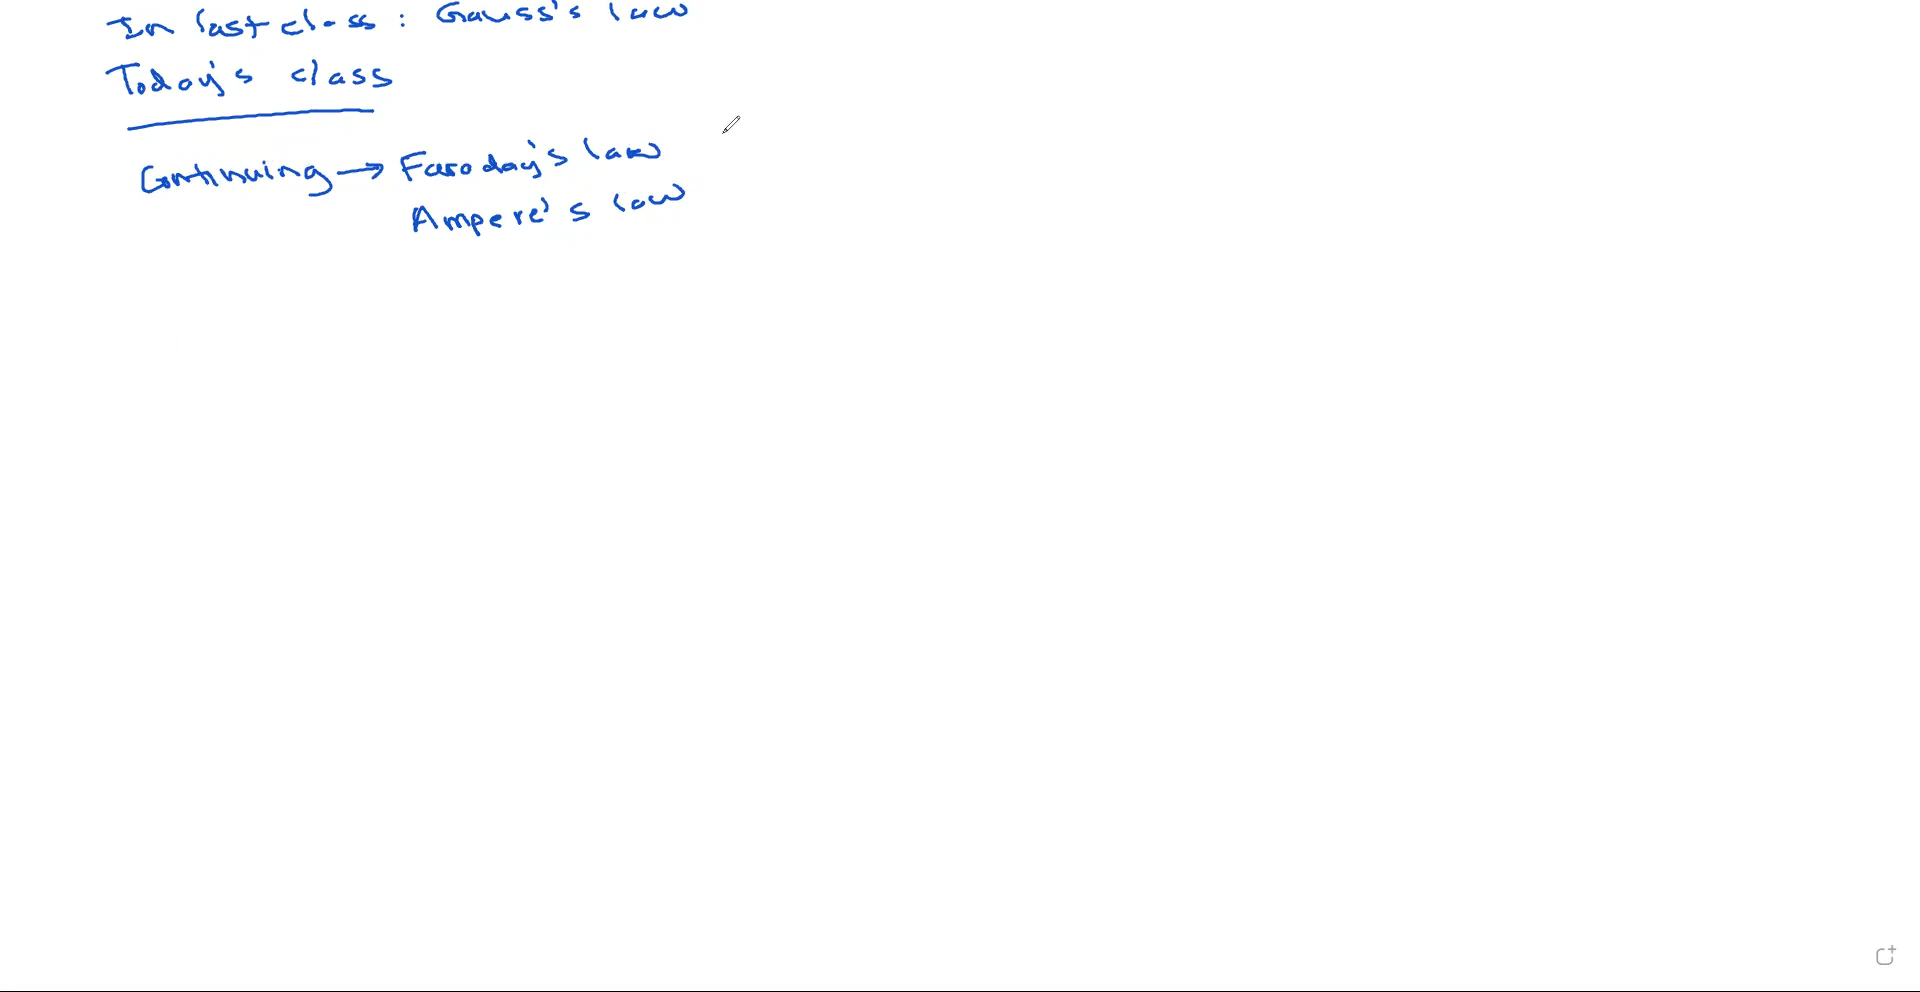 In last class : Gauss's law
Today's class
Continuing → Faraday's law
Ampere's law